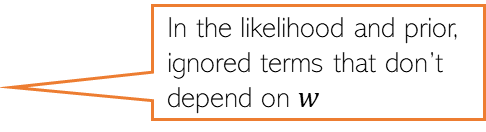 In the likelihood and prior,
ignored terms that don't
depend on 𝒘